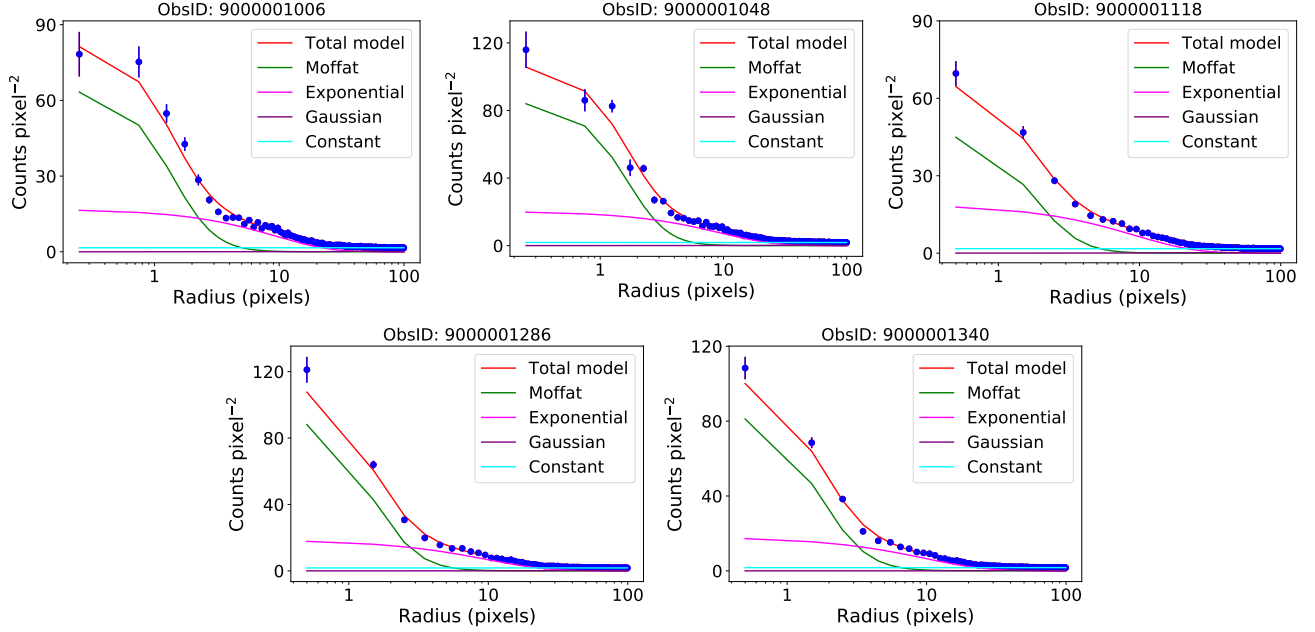 ObsID: 9000001006
Counts pixel⁻²
90
60
30
0
Total model
Moffat
Exponential
Gaussian
Constant
1
10
100
Radius (pixels)
ObsID: 9000001048
Counts pixel⁻²
120
80
40
0
Total model
Moffat
Exponential
Gaussian
Constant
1
10
100
Radius (pixels)
ObsID: 9000001118
Counts pixel⁻²
90
60
30
0
Total model
Moffat
Exponential
Gaussian
Constant
1
10
100
Radius (pixels)
ObsID: 9000001286
Counts pixel⁻²
120
80
40
0
Total model
Moffat
Exponential
Gaussian
Constant
1
10
100
Radius (pixels)
ObsID: 9000001340
Counts pixel⁻²
120
80
40
0
Total model
Moffat
Exponential
Gaussian
Constant
1
10
100
Radius (pixels)